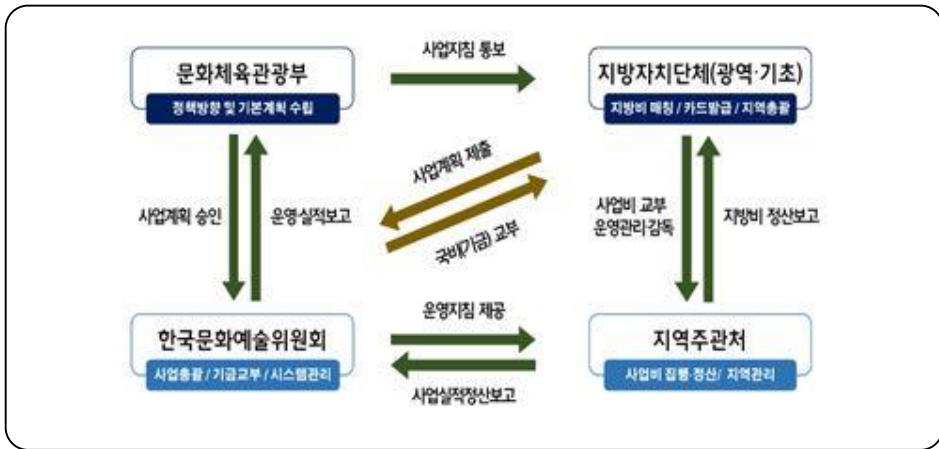 사업지침 통보
문화체육관광부
정책방향 및 기본계획 수립
지방자치단체(광역·기초)
지방비 매칭 / 카드발급 / 지역총괄
사업계획 제출
국비(기금) 교부
사업계획 승인
운영·실적보고
사업비 교부
운영관리·감독
지방비 정산보고
운영지침 제공
한국문화예술위원회
사업총괄 / 기금교부 / 시스템관리
지역주관처
사업비 집행·정산/ 지역관리
사업실적정산보고